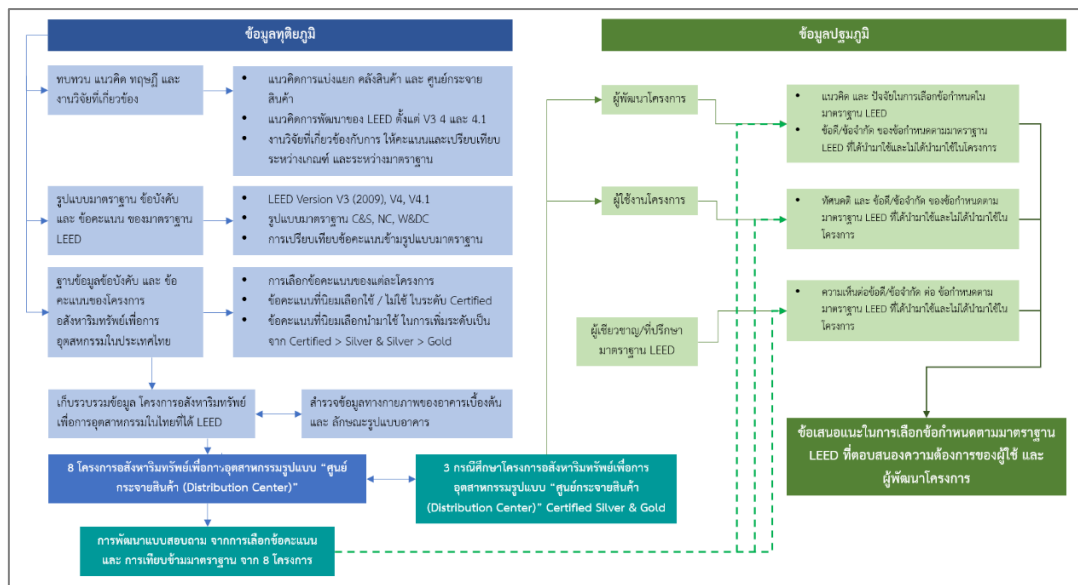 ข้อมูลทุติยภูมิ
ทบทวน แนวคิด ทฤษฎี และ
งานวิจัยที่เกี่ยวข้อง
• แนวคิดการแบ่งแยก คลังสินค้า และ ศูนย์กระจาย
สินค้า
• แนวคิดการพัฒนาของ LEED ตั้งแต่ V3 4 และ 4.1
• งานวิจัยที่เกี่ยวข้องกับการ ให้คะแนนและเปรียบเทียบ
ระหว่างเกณฑ์ และระหว่างมาตรฐาน
รูปแบบมาตราฐาน ข้อบังคับ
และ ข้อคะแนน ของมาตราฐาน
LEED
• LEED Version V3 (2009), V4, V4.1
• รูปแบบมาตราฐาน C&S, NC, W&DC
• การเปรียบเทียบข้อคะแนนข้ามรูปแบบมาตราฐาน
ฐานข้อมูลข้อบังคับ และ ข้อ
คะแนนของโครงการ
อสังหาริมทรัพย์เพื่อการ
อุตสาหกรรมในประเทศไทย
• การเลือกข้อคะแนนของแต่ละโครงการ
• ข้อคะแนนที่นิยมเลือกใช้ / ไม่ใช้ ในระดับ Certified
• ข้อคะแนนที่นิยมเลือกนำมาใช้ ในการเพิ่มระดับเป็น
จาก Certified > Silver & Silver > Gold
เก็บรวบรวมข้อมูล โครงการอสังหาริมทรัพย์
เพื่อการอุตสาหกรรมในไทยที่ได้ LEED
สำรวจข้อมูลทางกายภาพของอาคารเบื้องต้น
และ ลักษณะรูปแบบอาคาร
8 โครงการอสังหาริมทรัพย์เพื่อการอุตสาหกรรมรูปแบบ “ศูนย์
กระจายสินค้า (Distribution Center)”
3 กรณีศึกษาโครงการอสังหาริมทรัพย์เพื่อการ
อุตสาหกรรมรูปแบบ “ศูนย์กระจายสินค้า
(Distribution Center)” Certified Silver & Gold
การพัฒนาแบบสอบถาม จากการเลือกข้อคะแนน
และ การเทียบข้ามมาตราฐาน จาก 8 โครงการ
ข้อมูลปฐมภูมิ
ผู้พัฒนาโครงการ
• แนวคิด และ ปัจจัยในการเลือกข้อกำหนดใน
มาตราฐาน LEED
• ข้อดี/ข้อจำกัด ของข้อกำหนดตามมาตราฐาน
LEED ที่ได้นำมาใช้และไม่ได้นำมาใช้ในโครงการ
ผู้ใช้งานโครงการ
• ทัศนคติ และ ข้อดี/ข้อจำกัด ของข้อกำหนดตาม
มาตราฐาน LEED ที่ได้นำมาใช้และไม่ได้นำมาใช้ใน
โครงการ
ผู้เชี่ยวชาญ/ที่ปรึกษา
มาตราฐาน LEED
• ความเห็นต่อข้อดี/ข้อจำกัด ต่อ ข้อกำหนดตาม
มาตราฐาน LEED ที่ได้นำมาใช้และไม่ได้นำมาใช้ใน
โครงการ
ข้อเสนอแนะในการเลือกข้อกำหนดตามมาตราฐาน
LEED ที่ตอบสนองความต้องการของผู้ใช้ และ
ผู้พัฒนาโครงการ